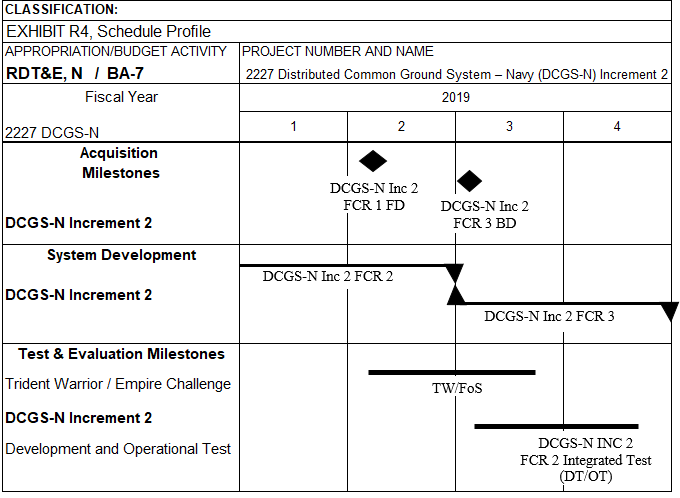 CLASSIFICATION:
EXHIBIT R4, Schedule Profile
APPROPRIATION/BUDGET ACTIVITY
PROJECT NUMBER AND NAME
RDT&E, N / BA-7
2227 Distributed Common Ground System – Navy (DCGS-N) Increment 2
Fiscal Year
2019
2227 DCGS-N
1 2 3 4
Acquisition
Milestones
DCGS-N Inc 2
FCR 1 FD
DCGS-N Inc 2
FCR 3 BD
DCGS-N Increment 2
System Development
DCGS-N Inc 2 FCR 2
DCGS-N Increment 2
DCGS-N Inc 2 FCR 3
Test & Evaluation Milestones
Trident Warrior / Empire Challenge
TW/FoS
DCGS-N Increment 2
Development and Operational Test
DCGS-N INC 2
FCR 2 Integrated Test
(DT/OT)